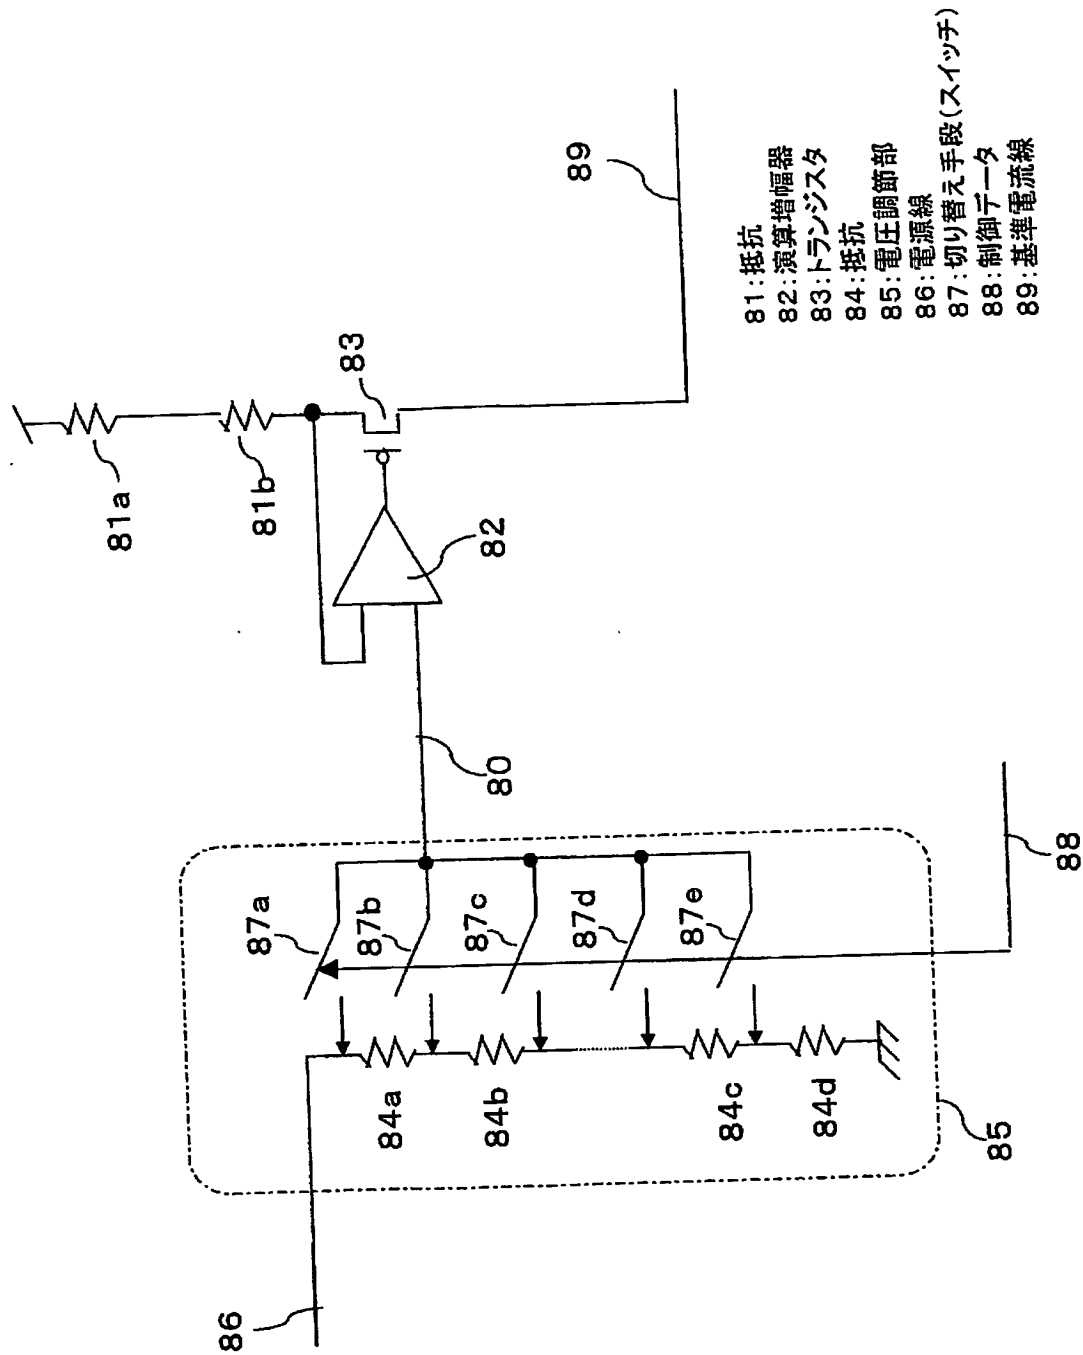 86
85
84a
84b
84c
84d
87a
87b
87c
87d
87e
88
80
82
81a
81b
83
89
81:抵抗
82:演算増幅器
83:トランジスタ
84:抵抗
85:電圧調節部
86:電源線
87:切り替え手段(スイッチ)
88:制御データ
89:基準電流線